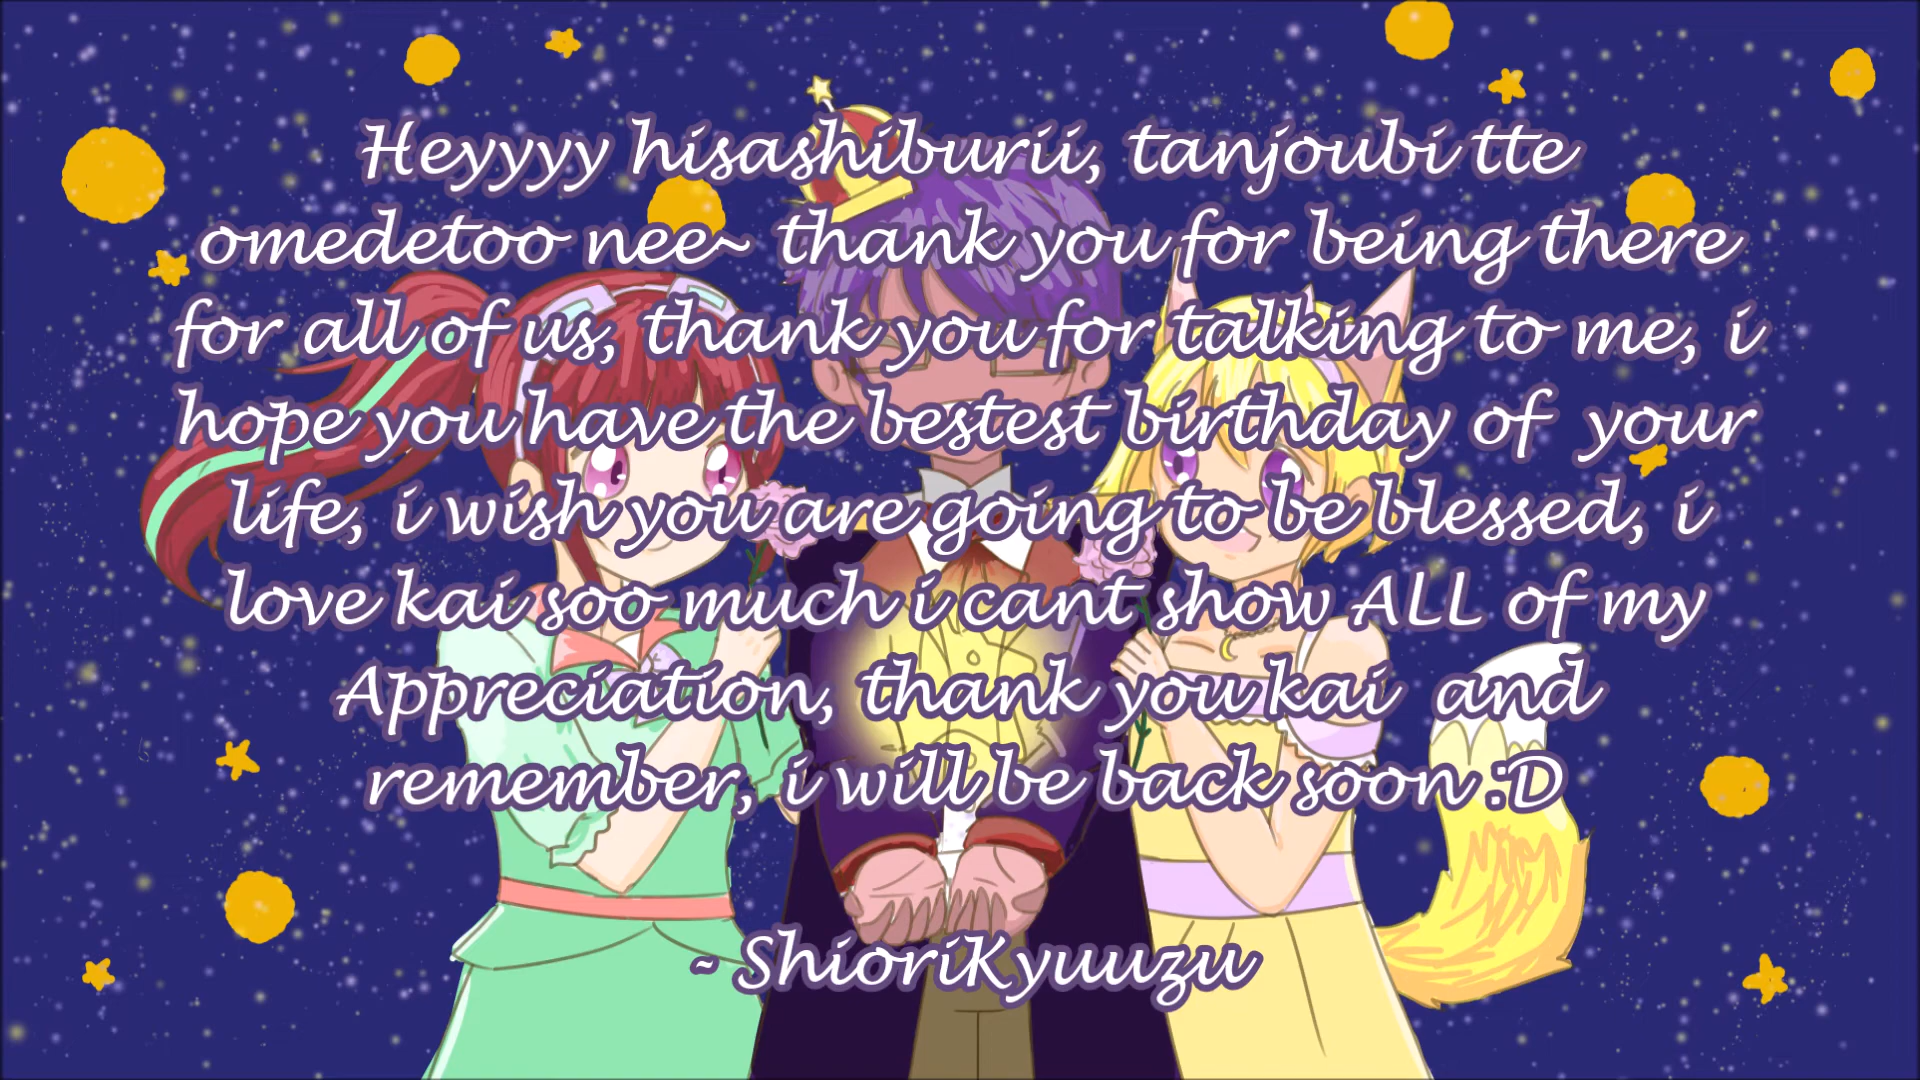 Heyyyy hisashiburii, tanjoubi tte
omedetoo nee~ thank you for being there
for all of us, thank you for talking to me, i
hope you have the bestest birthday of  your
life, i wish you are going to be blessed, i
love kai soo much i cant show ALL of my
Appreciation, thank you kai  and
remember, i will be back soon :D
- ShioriKyuuzu